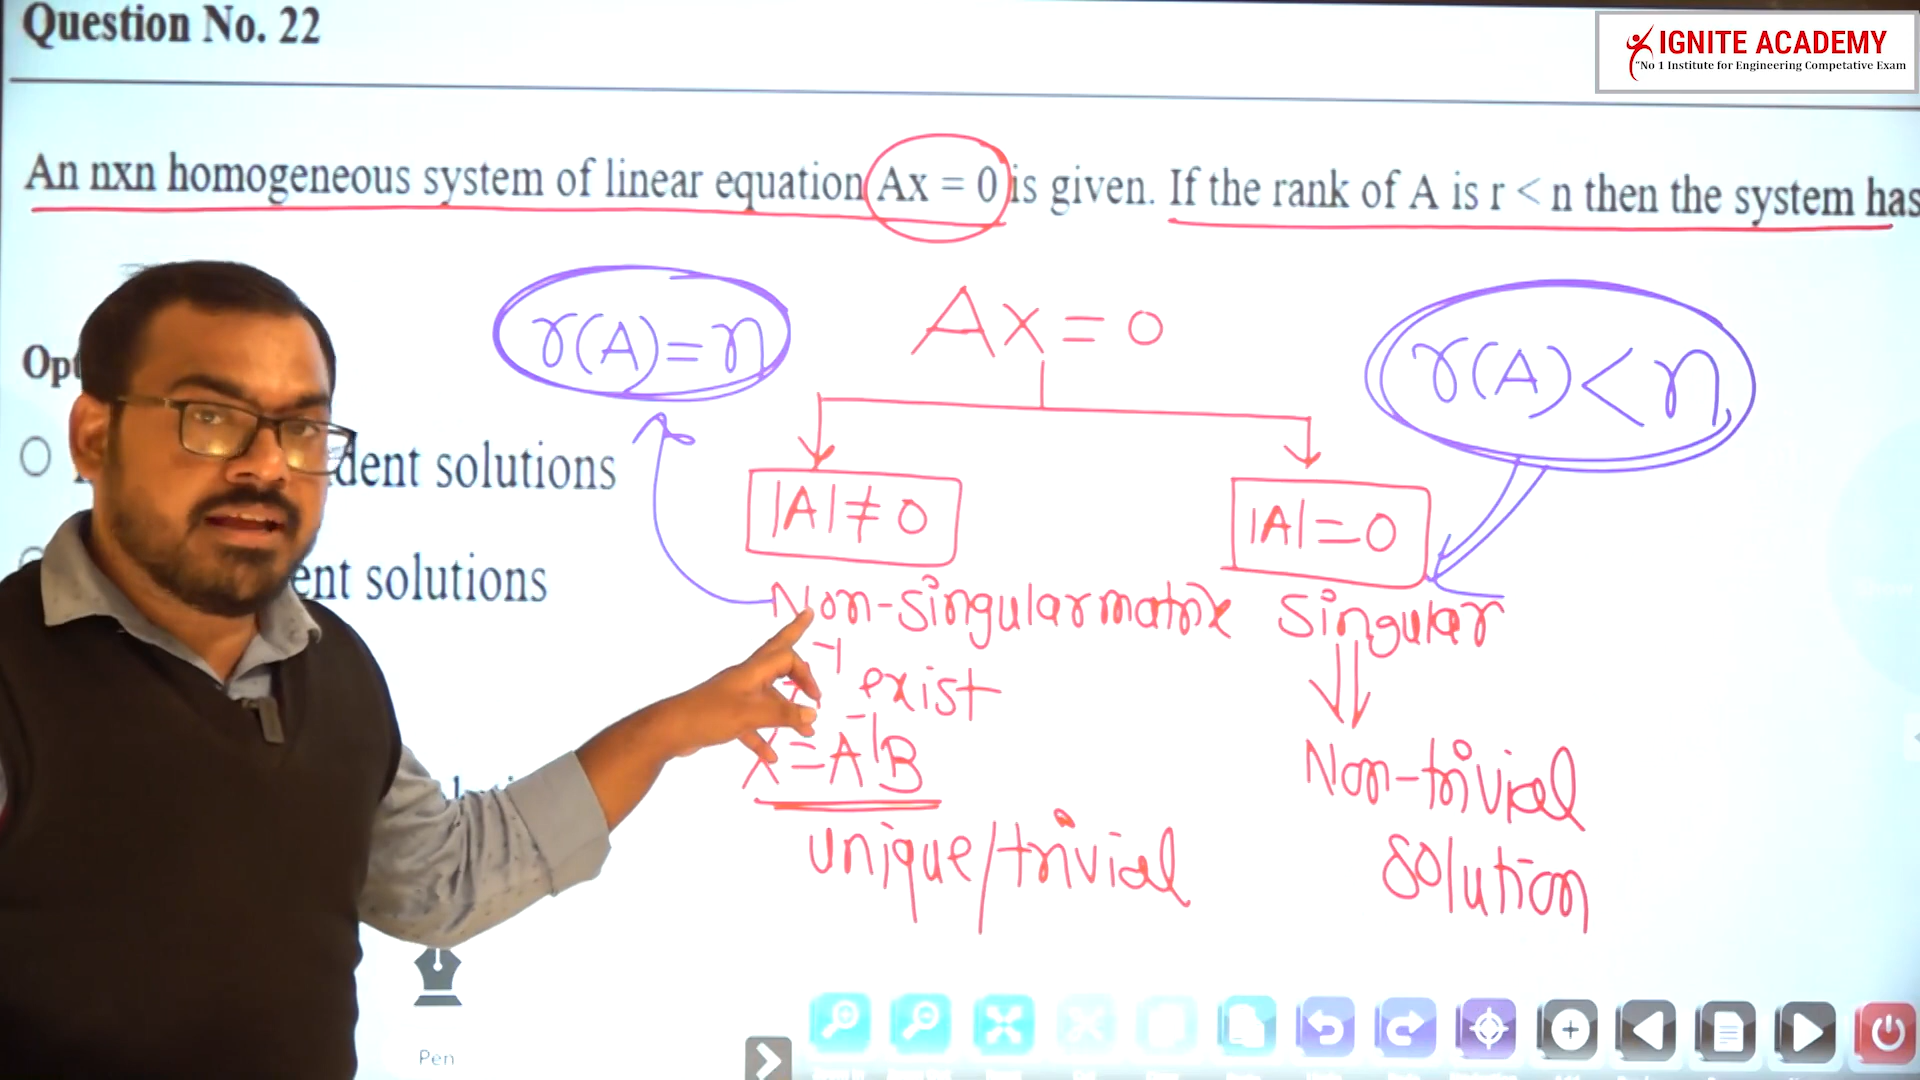 Question No. 22
IGNITE ACADEMY
"No 1 Institute for Engineering Competative Exam
An nxn homogeneous system of linear equation Ax = 0 is given. If the rank of A is r < n then the system has
r(A) = n
Ax = 0
r(A) < n
Opt
dent solutions
|A| ≠ 0
|A| = 0
ent solutions
Non-singular matrix
Singular
-1 exist
X = A⁻¹B
Non-trivial
unique/trivial
solution
Pen